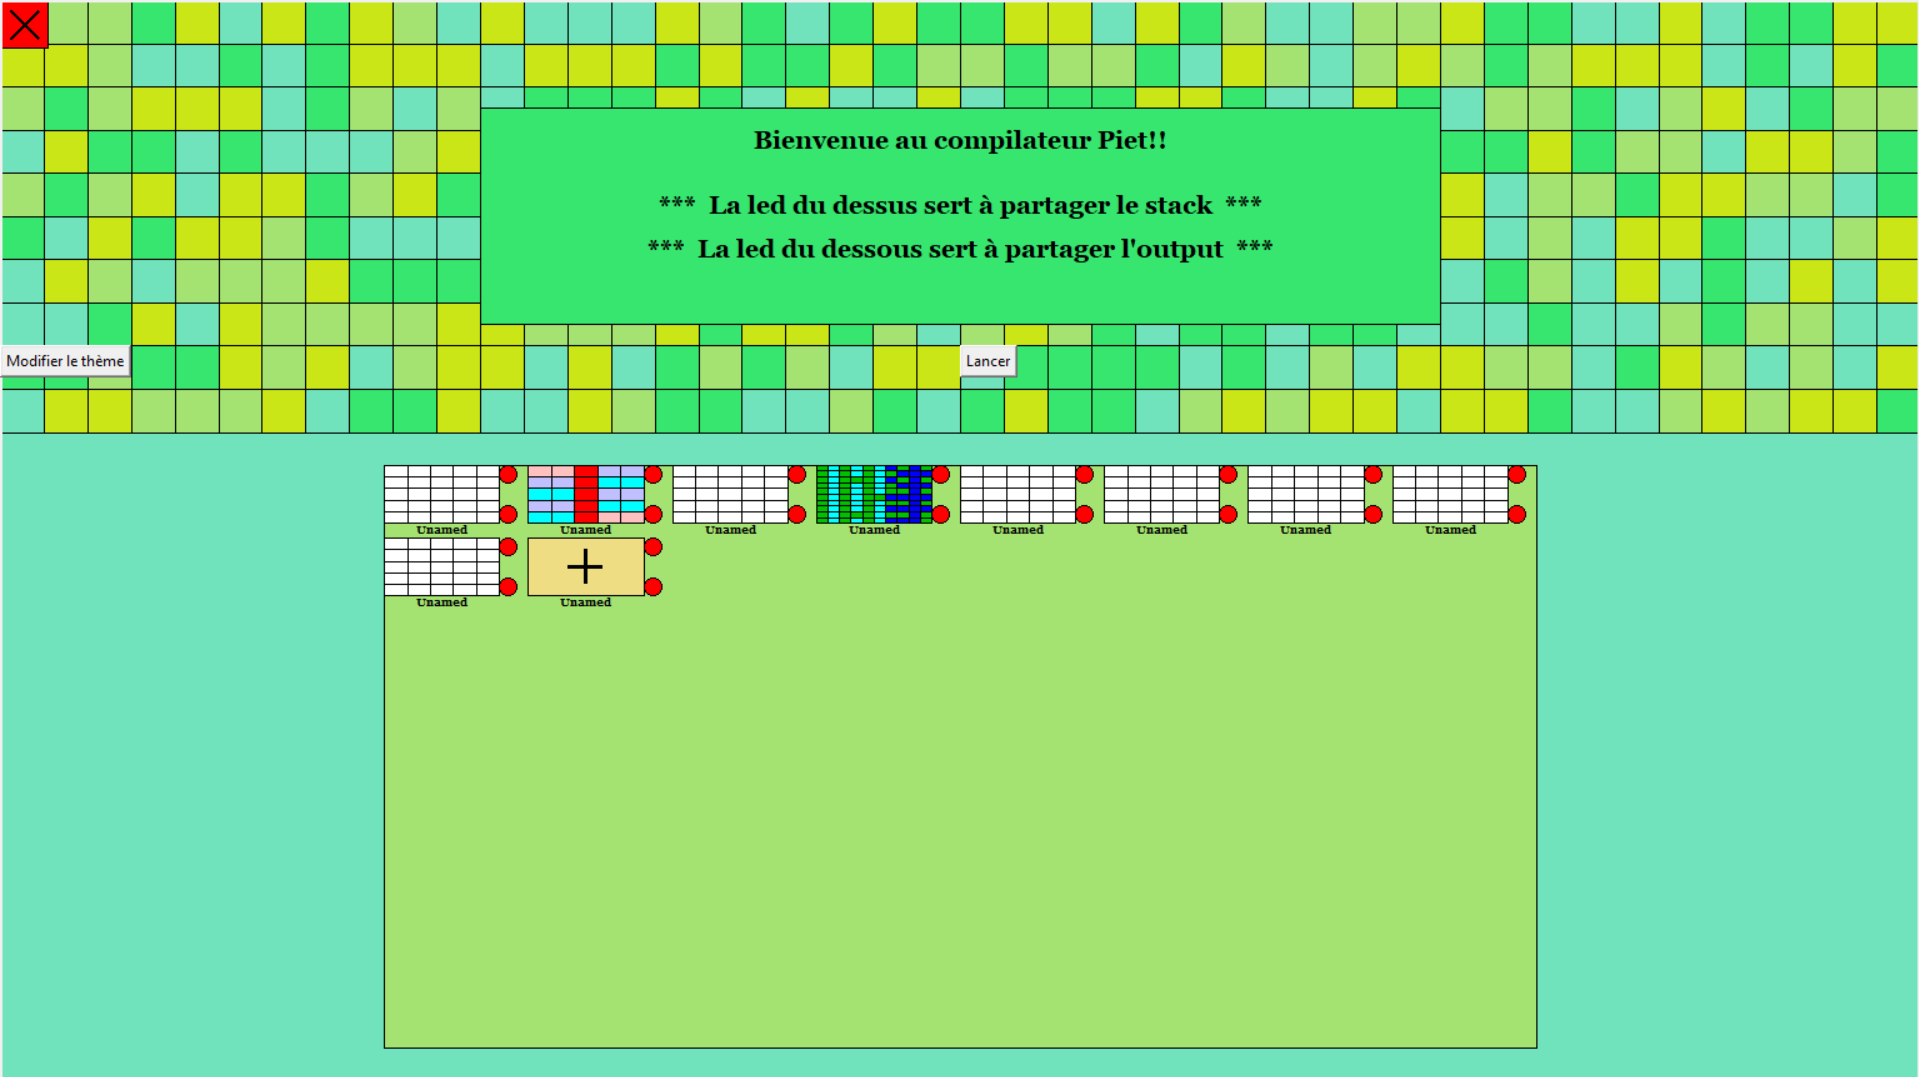 Bienvenue au compilateur Piet!!
*** La led du dessus sert à partager le stack ***
*** La led du dessous sert à partager l'output ***
Modifier le thème
Lancer
Unamed Unamed Unamed Unamed Unamed Unamed Unamed Unamed
Unamed Unamed